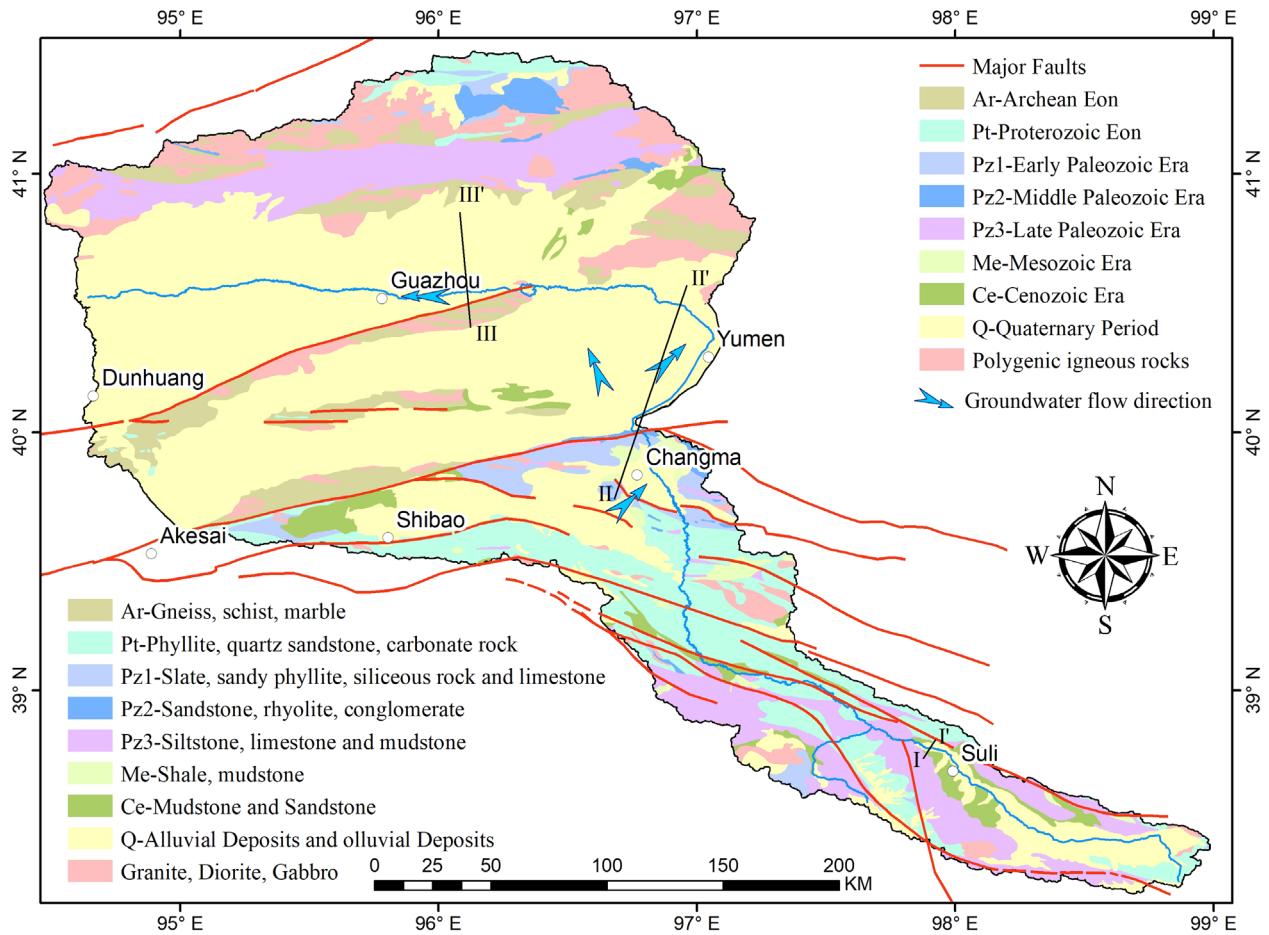 95° E 96° E 97° E 98° E 99° E
41° N
40° N
39° N
41° N
40° N
39° N
Major Faults
Ar-Archean Eon
Pt-Proterozoic Eon
Pz1-Early Paleozoic Era
Pz2-Middle Paleozoic Era
Pz3-Late Paleozoic Era
Me-Mesozoic Era
Ce-Cenozoic Era
Q-Quaternary Period
Polygenic igneous rocks
Groundwater flow direction
III'
Guazhou
II'
III
Yumen
Dunhuang
Changma
II
Shibao
Akesai
N
W E
S
I'
I
Suli
Ar-Gneiss, schist, marble
Pt-Phyllite, quartz sandstone, carbonate rock
Pz1-Slate, sandy phyllite, siliceous rock and limestone
Pz2-Sandstone, rhyolite, conglomerate
Pz3-Siltstone, limestone and mudstone
Me-Shale, mudstone
Ce-Mudstone and Sandstone
Q-Alluvial Deposits and olluvial Deposits
Granite, Diorite, Gabbro
0 25 50 100 150 200
KM
95° E 96° E 97° E 98° E 99° E